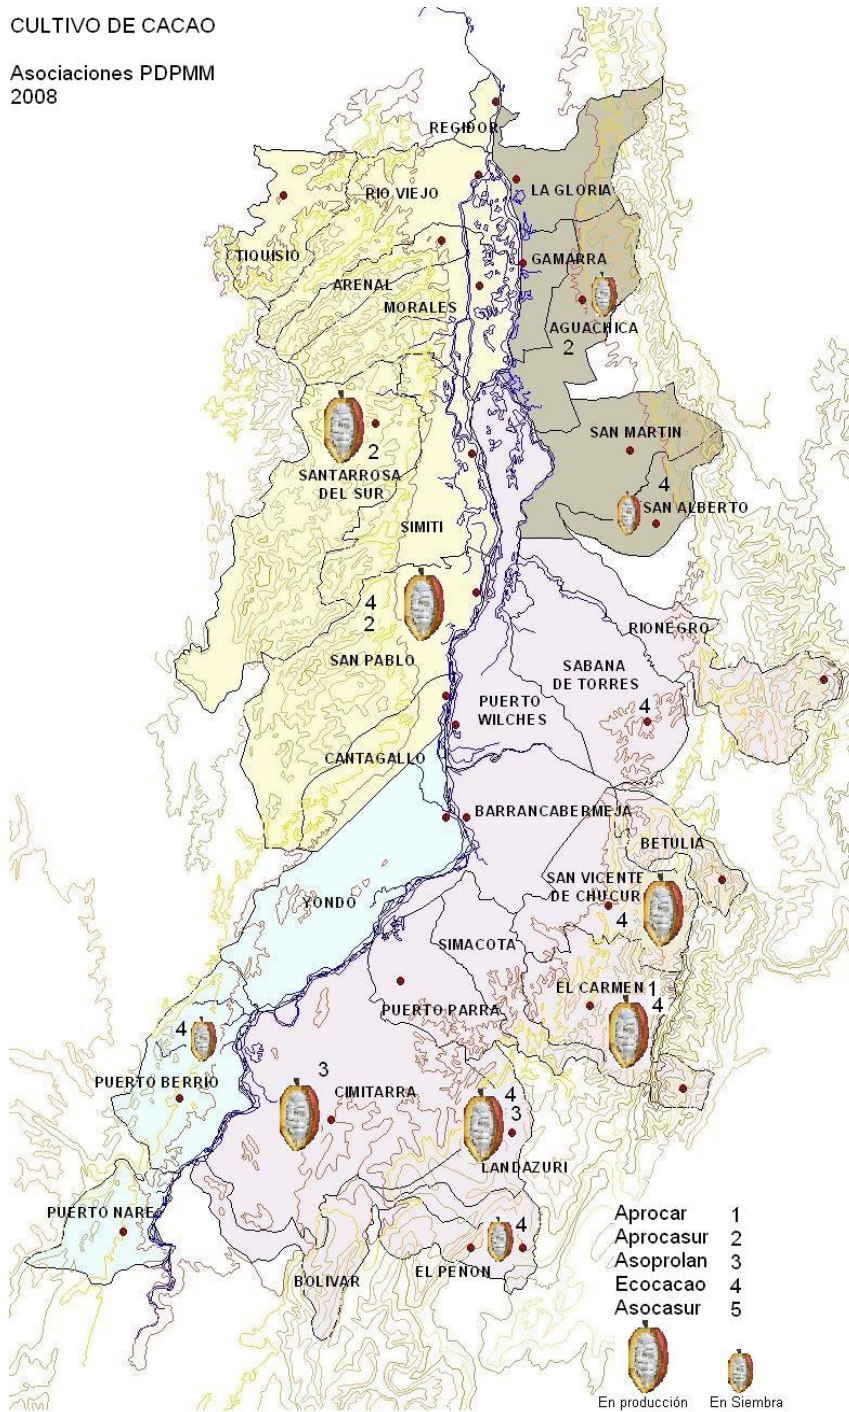 CULTIVO DE CACAO
Asociaciones PDPMM
2008
REGIDOR
RIO VIEJO
LA GLORIA
TIQUISIO
GAMARRA
ARENAL
MORALES
AGUACHICA
2
2
SANTARROSA
DEL SUR
SAN MARTIN
4
SAN ALBERTO
SIMITI
4
2
SAN PABLO
RIONEGRO
SABANA
DE TORRES
4
PUERTO
WILCHES
CANTAGALLO
BARRANCABERMEJA
BETULIA
SAN VICENTE
DE CHUCUR
4
YONDO
SIMACOTA
EL CARMEN 1
4
PUERTO PARRA
4
PUERTO BERRIO
3
CIMITARRA
4
3
LANDAZURI
PUERTO NARE
4
EL PENON
BOLIVAR
Aprocar 1
Aprocasur 2
Asoprolan 3
Ecocacao 4
Asocasur 5
En producción En Siembra